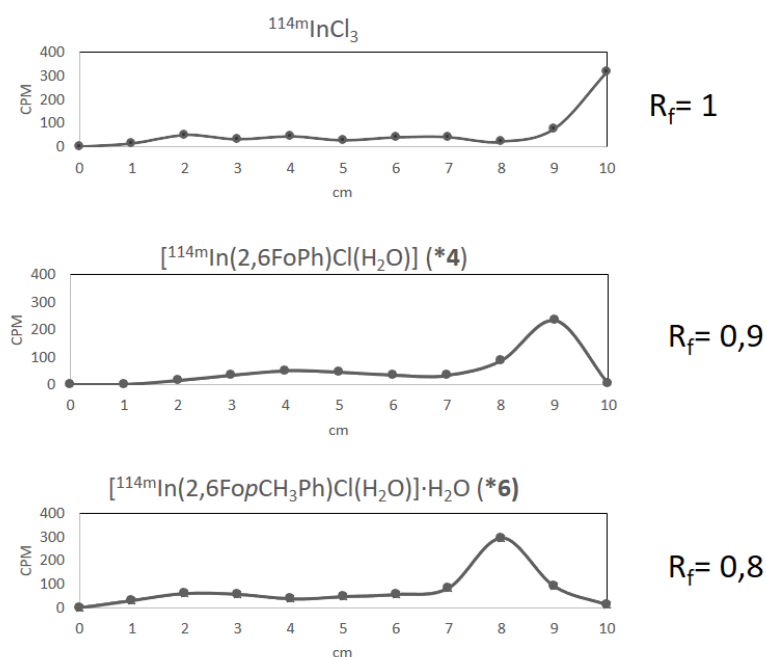 ¹¹⁴ᵐInCl₃
400
300
200
100
0
CPM
0 1 2 3 4 5 6 7 8 9 10
cm
R_f= 1
[¹¹⁴ᵐIn(2,6FoPh)Cl(H₂O)] (*4)
400
300
200
100
0
CPM
0 1 2 3 4 5 6 7 8 9 10
cm
R_f= 0,9
[¹¹⁴ᵐIn(2,6FopCH₃Ph)Cl(H₂O)]·H₂O (*6)
400
300
200
100
0
CPM
0 1 2 3 4 5 6 7 8 9 10
cm
R_f= 0,8